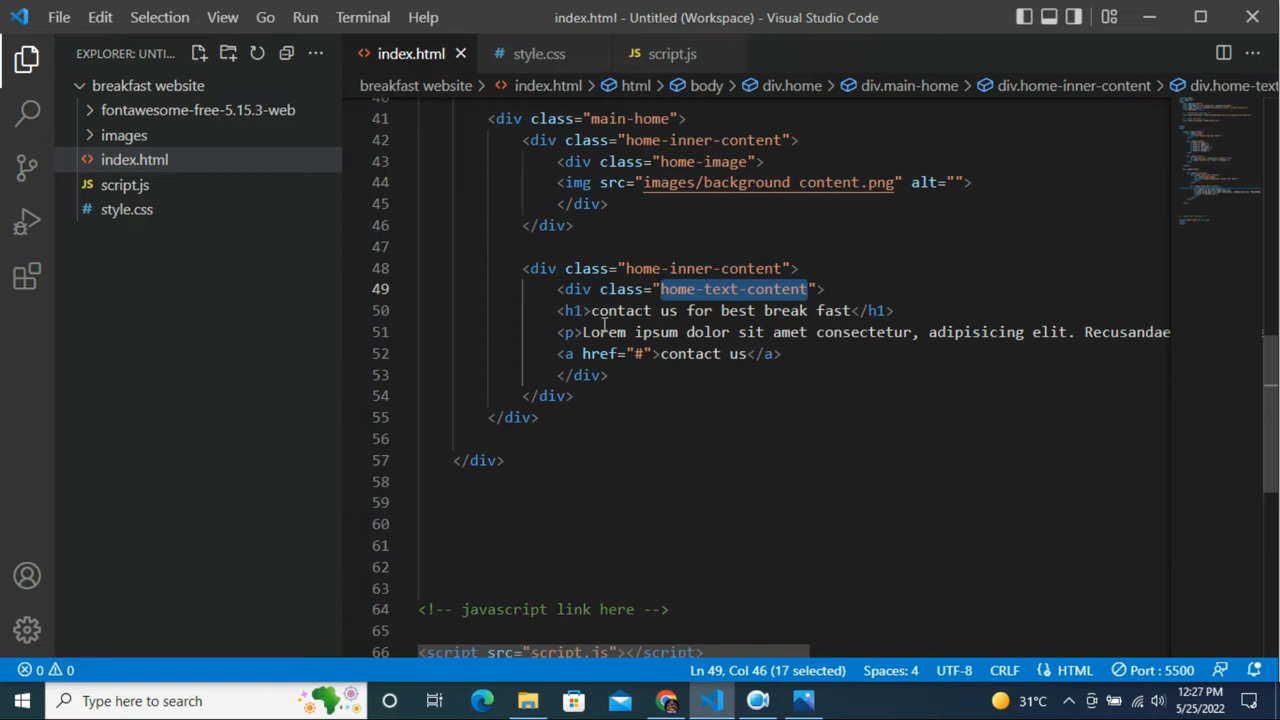 File Edit Selection View Go Run Terminal Help index.html - Untitled (Workspace) - Visual Studio Code
EXPLORER: UNTI... index.html # style.css JS script.js
breakfast website
fontawesome-free-5.15.3-web
images
<> index.html
JS script.js
# style.css
breakfast website > <> index.html > html > body > div.home > div.main-home > div.home-inner-content > div.home-text
41 <div class="main-home">
42 <div class="home-inner-content">
43 <div class="home-image">
44 <img src="images/background content.png" alt="">
45 </div>
46 </div>
47
48 <div class="home-inner-content">
49 <div class="home-text-content">
50 <h1>contact us for best break fast</h1>
51 <p>Lorem ipsum dolor sit amet consectetur, adipisicing elit. Recusandae
52 <a href="#">contact us</a>
53 </div>
54 </div>
55 </div>
56
57 </div>
58
59
60
61
62
63
64 <!-- javascript link here -->
65
66 <script src="script.js"></script>
0 0 Ln 49, Col 46 (17 selected) Spaces: 4 UTF-8 CRLF HTML Port : 5500
Type here to search 31°C 12:27 PM
5/25/2022